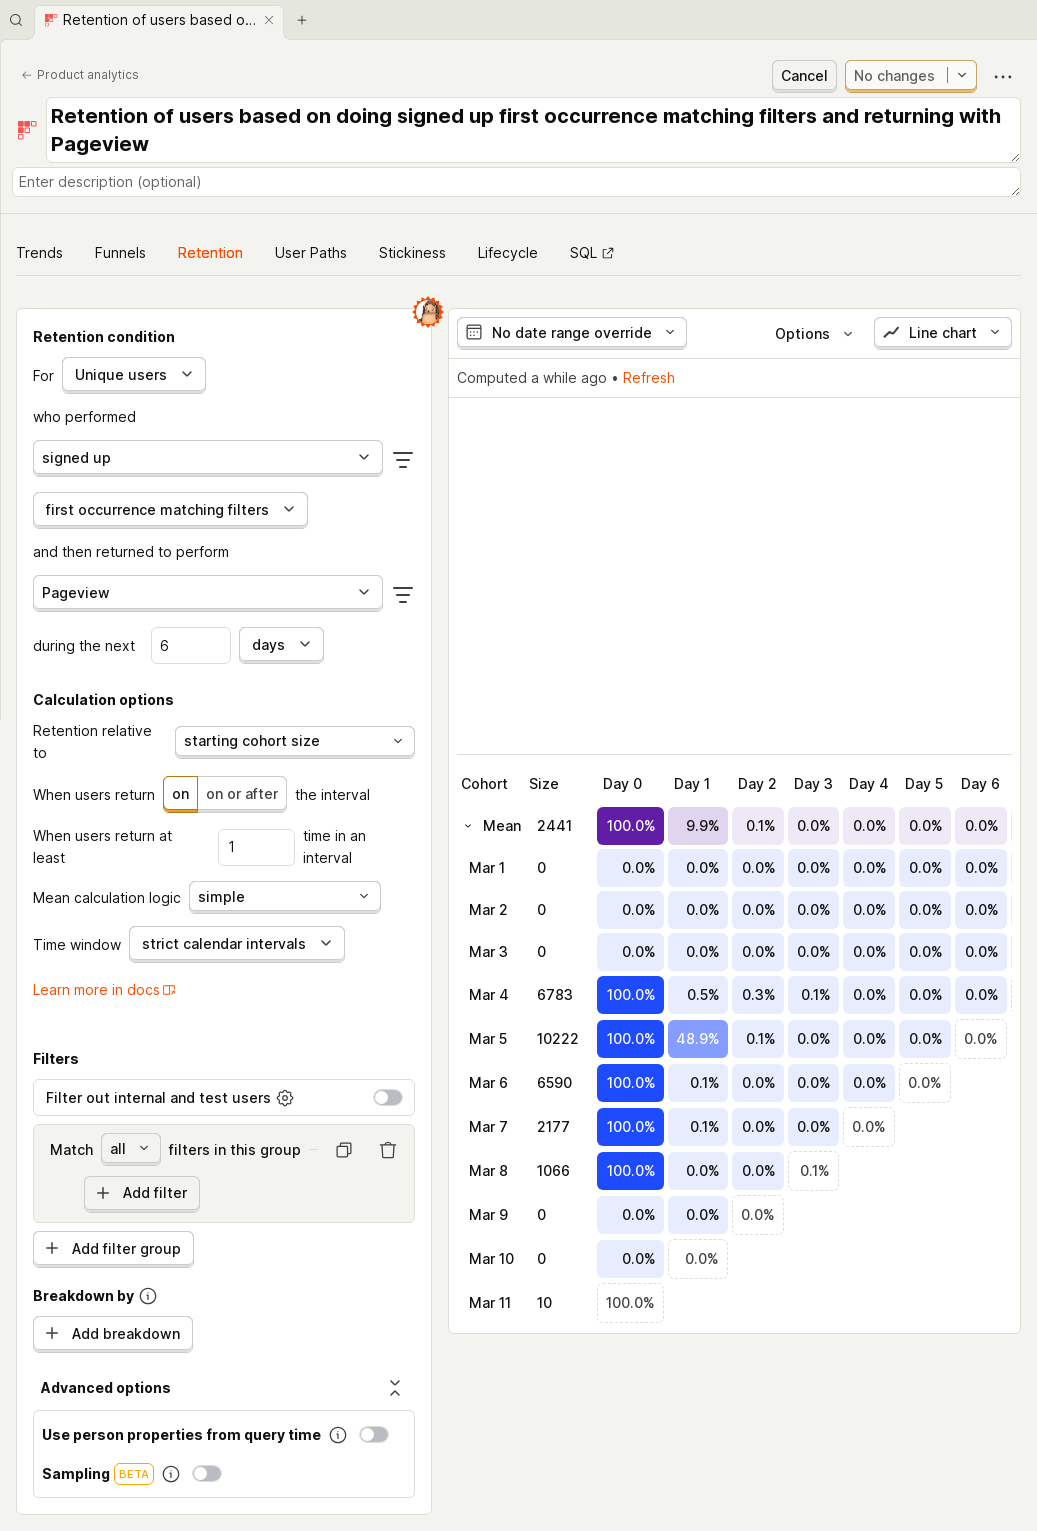 Retention of users based o...
Product analytics
Cancel
No changes
Retention of users based on doing signed up first occurrence matching filters and returning with
Pageview
Enter description (optional)
Trends Funnels Retention User Paths Stickiness Lifecycle SQL
Retention condition
For Unique users
who performed
signed up
first occurrence matching filters
and then returned to perform
Pageview
during the next 6 days
Calculation options
Retention relative
to
starting cohort size
When users return on on or after the interval
When users return at
least
1
time in an
interval
Mean calculation logic simple
Time window strict calendar intervals
Learn more in docs
Filters
Filter out internal and test users
Match all filters in this group
Add filter
Add filter group
Breakdown by
Add breakdown
Advanced options
Use person properties from query time
Sampling BETA
No date range override Options Line chart
Computed a while ago • Refresh
Cohort Size Day 0 Day 1 Day 2 Day 3 Day 4 Day 5 Day 6
Mean 2441 100.0% 9.9% 0.1% 0.0% 0.0% 0.0% 0.0%
Mar 1 0 0.0% 0.0% 0.0% 0.0% 0.0% 0.0% 0.0%
Mar 2 0 0.0% 0.0% 0.0% 0.0% 0.0% 0.0% 0.0%
Mar 3 0 0.0% 0.0% 0.0% 0.0% 0.0% 0.0% 0.0%
Mar 4 6783 100.0% 0.5% 0.3% 0.1% 0.0% 0.0% 0.0%
Mar 5 10222 100.0% 48.9% 0.1% 0.0% 0.0% 0.0% 0.0%
Mar 6 6590 100.0% 0.1% 0.0% 0.0% 0.0% 0.0%
Mar 7 2177 100.0% 0.1% 0.0% 0.0% 0.0%
Mar 8 1066 100.0% 0.0% 0.0% 0.1%
Mar 9 0 0.0% 0.0% 0.0%
Mar 10 0 0.0% 0.0%
Mar 11 10 100.0%